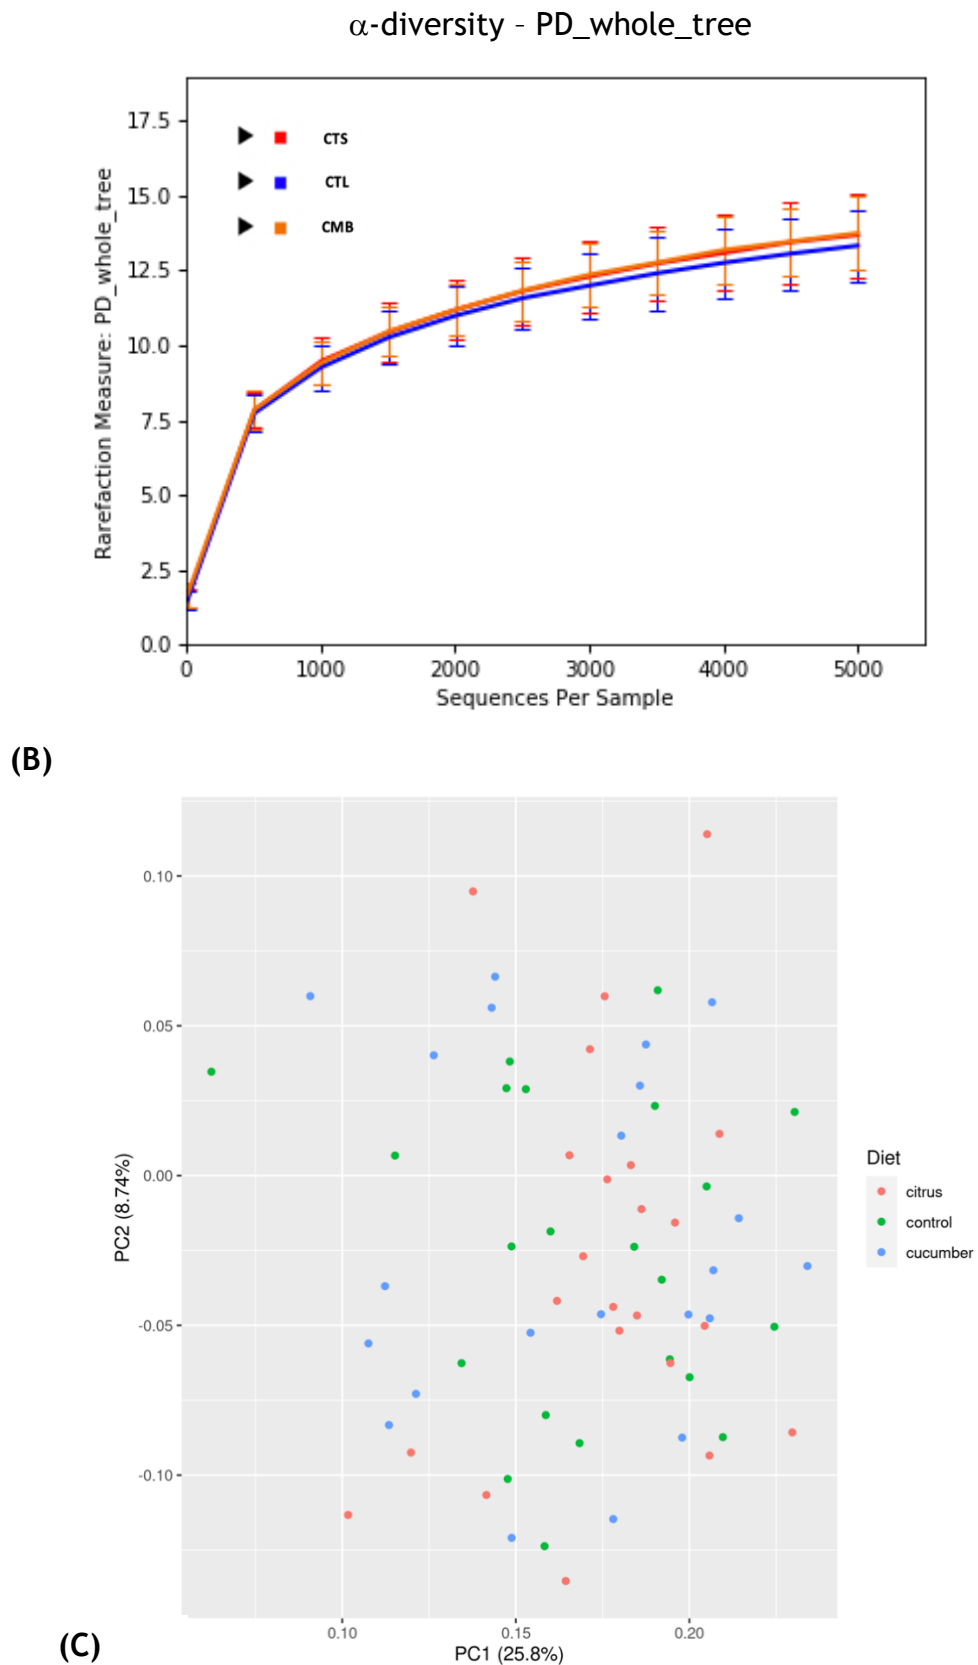 α-diversity - PD_whole_tree
17.5
15.0
12.5
10.0
7.5
5.0
2.5
0.0
Rarefaction Measure: PD_whole_tree
CTS
CTL
CMB
0 1000 2000 3000 4000 5000
Sequences Per Sample
(B)
0.10
0.05
0.00
-0.05
-0.10
PC2 (8.74%)
Diet
citrus
control
cucumber
0.10 0.15 0.20
PC1 (25.8%)
(C)